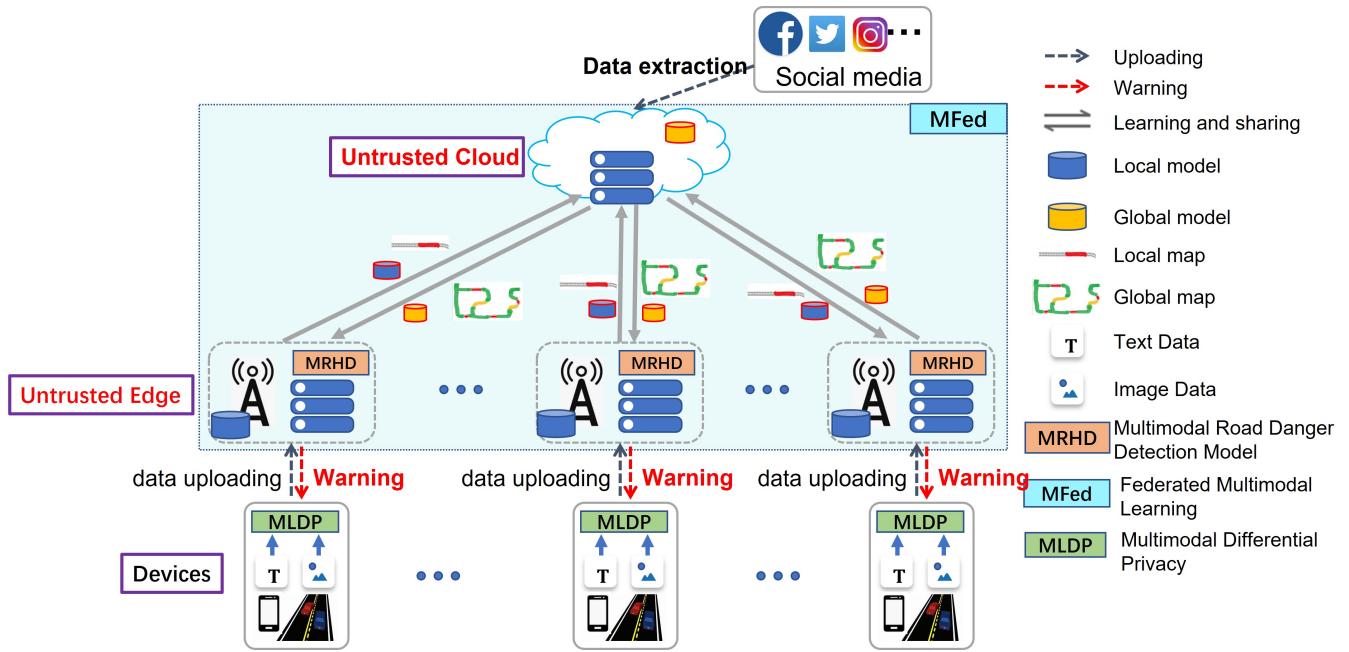 Data extraction
Social media
MFed
Untrusted Cloud
Untrusted Edge
MRHD
MRHD
MRHD
data uploading
Warning
data uploading
Warning
data uploading
Warning
Devices
MLDP
T
MLDP
T
MLDP
T
Uploading
Warning
Learning and sharing
Local model
Global model
Local map
Global map
T
Text Data
Image Data
MRHD
Multimodal Road Danger
Detection Model
MFed
Federated Multimodal
Learning
MLDP
Multimodal Differential
Privacy